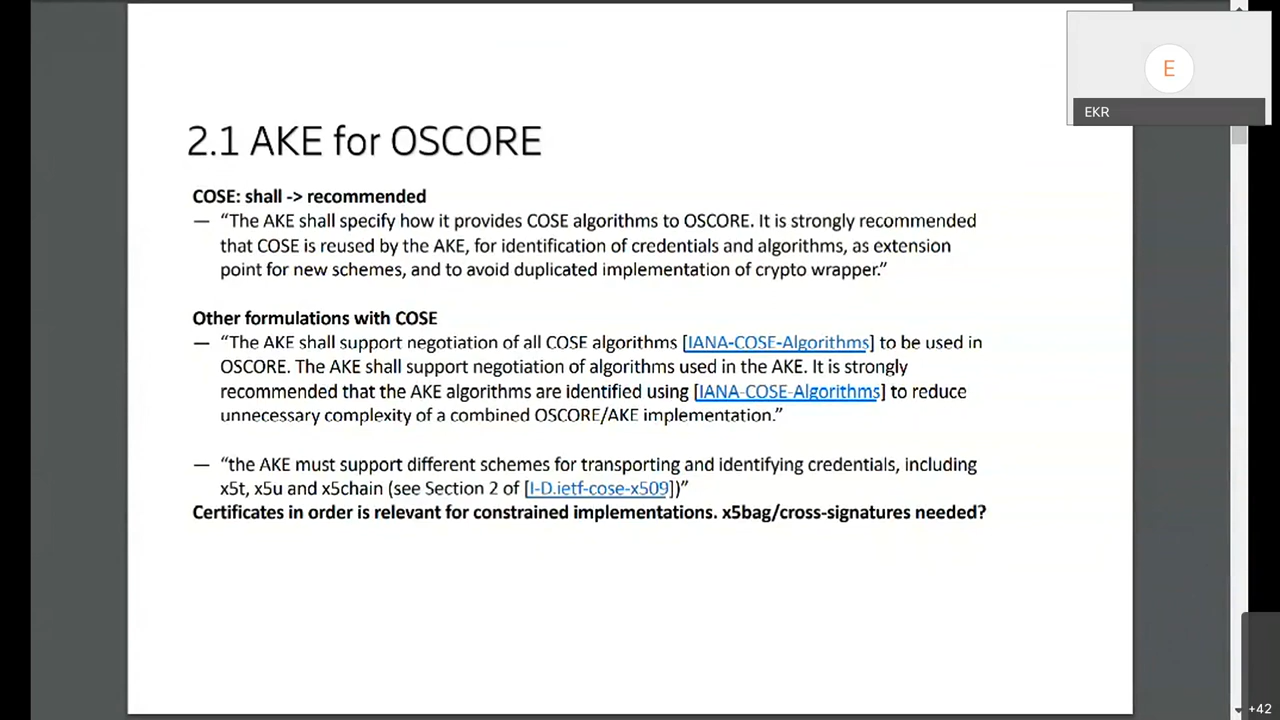 E
EKR
2.1 AKE for OSCORE
COSE: shall -> recommended
— “The AKE shall specify how it provides COSE algorithms to OSCORE. It is strongly recommended
that COSE is reused by the AKE, for identification of credentials and algorithms, as extension
point for new schemes, and to avoid duplicated implementation of crypto wrapper.”
Other formulations with COSE
— “The AKE shall support negotiation of all COSE algorithms [IANA-COSE-Algorithms] to be used in
OSCORE. The AKE shall support negotiation of algorithms used in the AKE. It is strongly
recommended that the AKE algorithms are identified using [IANA-COSE-Algorithms] to reduce
unnecessary complexity of a combined OSCORE/AKE implementation.”
— “the AKE must support different schemes for transporting and identifying credentials, including
x5t, x5u and x5chain (see Section 2 of [I-D.ietf-cose-x509])”
Certificates in order is relevant for constrained implementations. x5bag/cross-signatures needed?
+42